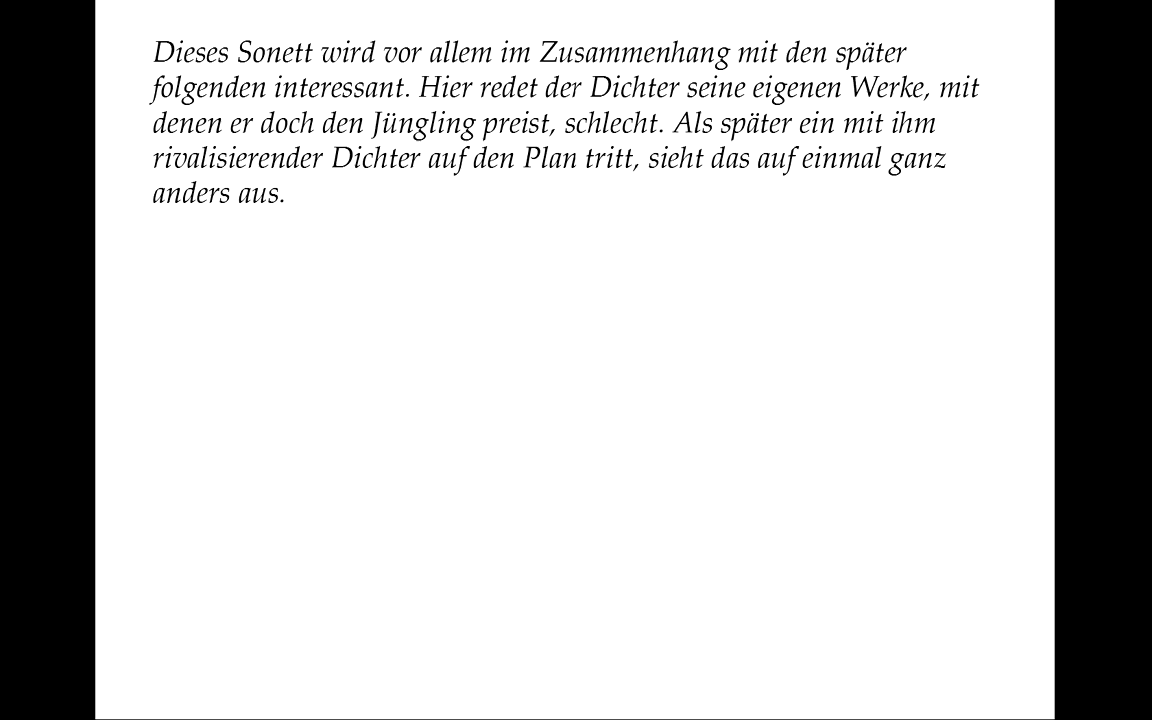 Dieses Sonett wird vor allem im Zusammenhang mit den später
folgenden interessant. Hier redet der Dichter seine eigenen Werke, mit
denen er doch den Jüngling preist, schlecht. Als später ein mit ihm
rivalisierender Dichter auf den Plan tritt, sieht das auf einmal ganz
anders aus.